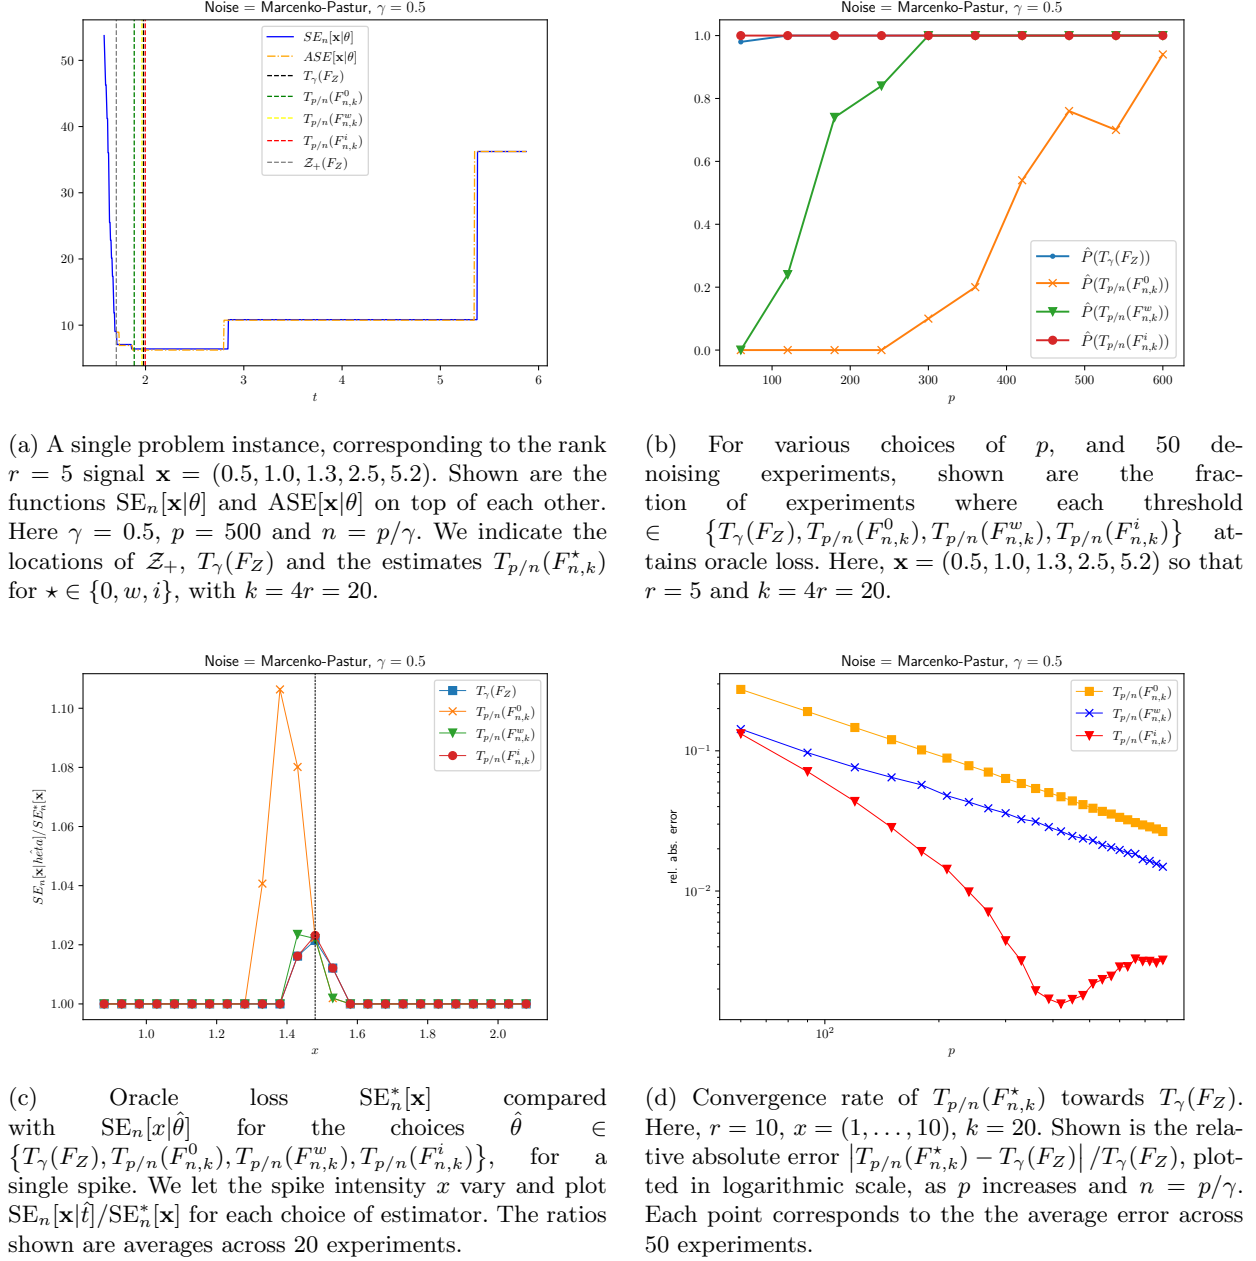 Noise = Marcenko-Pastur, γ = 0.5
SE_n[x|θ]
ASE[x|θ]
T_γ(F_Z)
T_{p/n}(F^0_{n,k})
T_{p/n}(F^w_{n,k})
T_{p/n}(F^i_{n,k})
Z_+(F_Z)
50
40
30
20
10
2
3
4
5
6
t
(a) A single problem instance, corresponding to the rank
r = 5 signal x = (0.5, 1.0, 1.3, 2.5, 5.2). Shown are the
functions SE_n[x|θ] and ASE[x|θ] on top of each other.
Here γ = 0.5, p = 500 and n = p/γ. We indicate the
locations of Z_+, T_γ(F_Z) and the estimates T_{p/n}(F^⋆_{n,k})
for ⋆ ∈ {0, w, i}, with k = 4r = 20.
Noise = Marcenko-Pastur, γ = 0.5
1.0
0.8
0.6
0.4
0.2
0.0
P̂(T_γ(F_Z))
P̂(T_{p/n}(F^0_{n,k}))
P̂(T_{p/n}(F^w_{n,k}))
P̂(T_{p/n}(F^i_{n,k}))
100
200
300
400
500
600
p
(b) For various choices of p, and 50 de-
noising experiments, shown are the frac-
tion of experiments where each threshold
∈ {T_γ(F_Z), T_{p/n}(F^0_{n,k}), T_{p/n}(F^w_{n,k}), T_{p/n}(F^i_{n,k})} at-
tains oracle loss. Here, x = (0.5, 1.0, 1.3, 2.5, 5.2) so that
r = 5 and k = 4r = 20.
Noise = Marcenko-Pastur, γ = 0.5
T_γ(F_Z)
T_{p/n}(F^0_{n,k})
T_{p/n}(F^w_{n,k})
T_{p/n}(F^i_{n,k})
1.10
1.08
1.06
1.04
1.02
1.00
SE_n[x|hêta]/SE^*_n[x]
1.0
1.2
1.4
1.6
1.8
2.0
x
(c) Oracle loss SE^*_n[x] compared
with SE_n[x|θ̂] for the choices θ̂ ∈
{T_γ(F_Z), T_{p/n}(F^0_{n,k}), T_{p/n}(F^w_{n,k}), T_{p/n}(F^i_{n,k})}, for a
single spike. We let the spike intensity x vary and plot
SE_n[x|t̂]/SE^*_n[x] for each choice of estimator. The ratios
shown are averages across 20 experiments.
Noise = Marcenko-Pastur, γ = 0.5
T_{p/n}(F^0_{n,k})
T_{p/n}(F^w_{n,k})
T_{p/n}(F^i_{n,k})
10^{-1}
10^{-2}
rel. abs. error
10^2
p
(d) Convergence rate of T_{p/n}(F^⋆_{n,k}) towards T_γ(F_Z).
Here, r = 10, x = (1, . . . , 10), k = 20. Shown is the rela-
tive absolute error |T_{p/n}(F^⋆_{n,k}) − T_γ(F_Z)| /T_γ(F_Z), plot-
ted in logarithmic scale, as p increases and n = p/γ.
Each point corresponds to the the average error across
50 experiments.